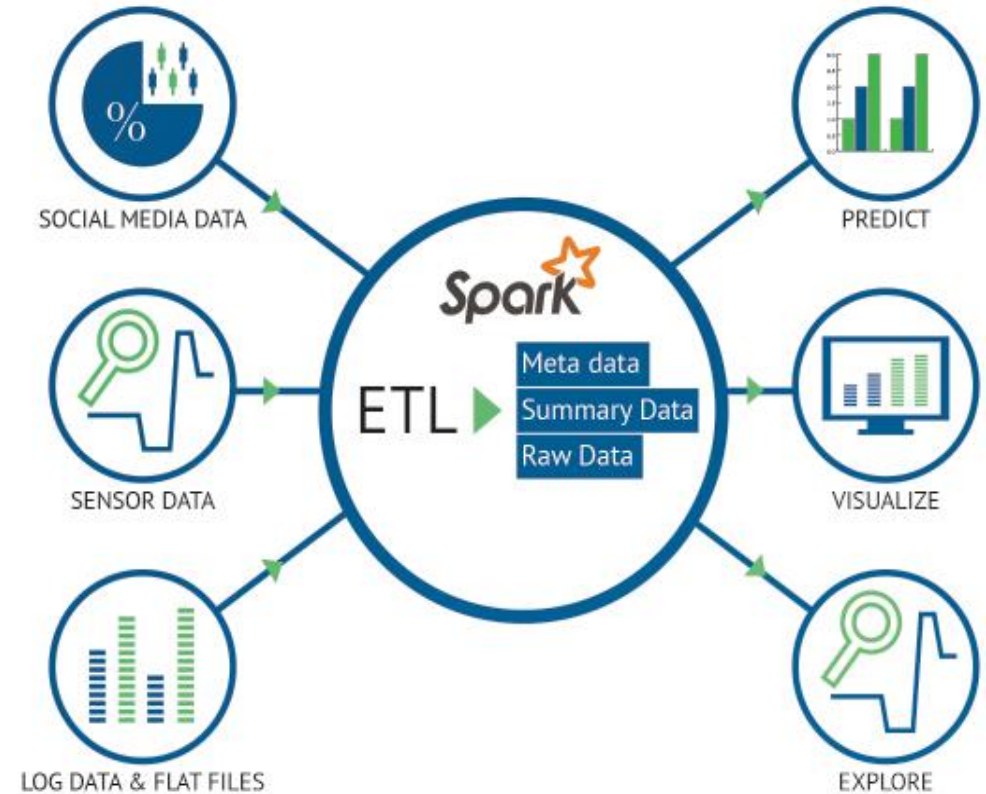 %
SOCIAL MEDIA DATA
SENSOR DATA
LOG DATA & FLAT FILES
Spark
ETL
Meta data
Summary Data
Raw Data
PREDICT
VISUALIZE
EXPLORE